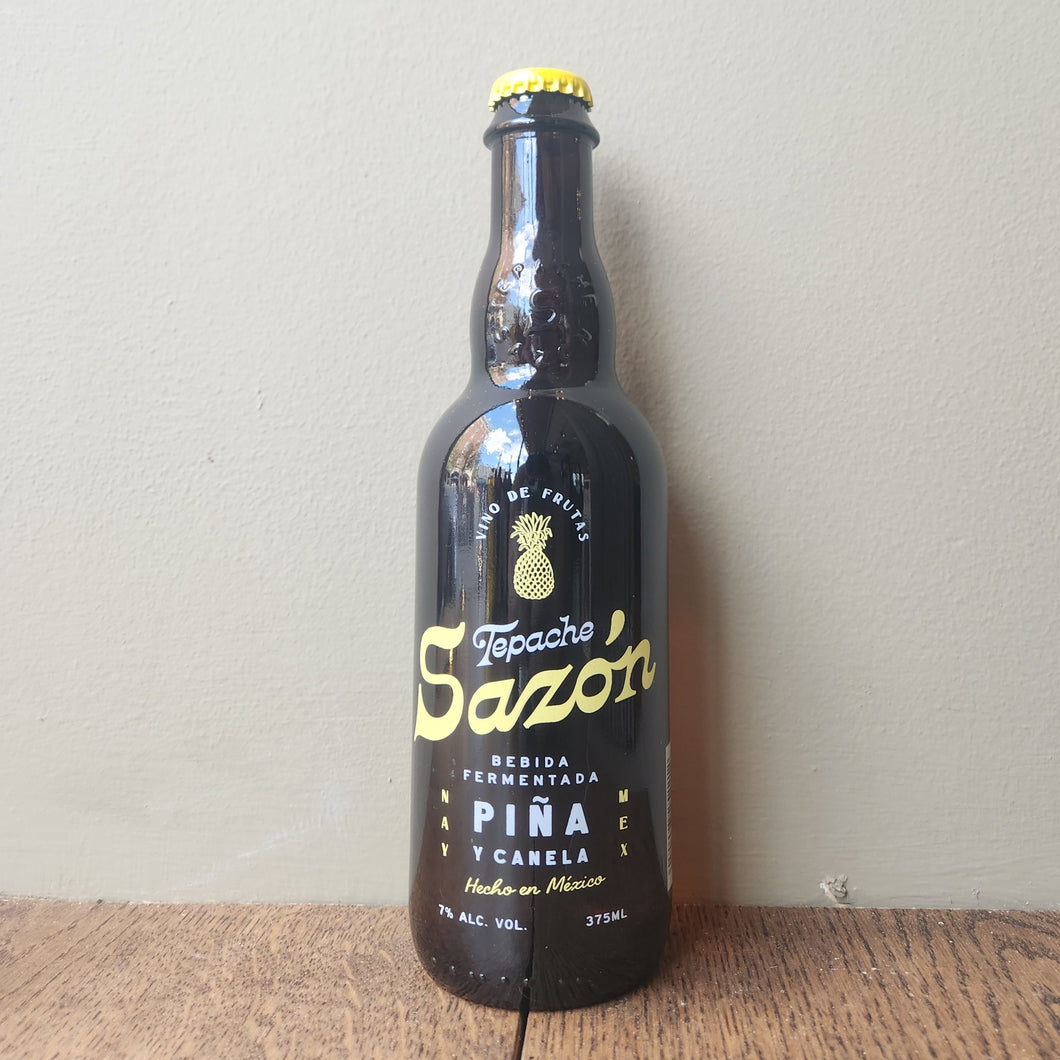 VINO DE FRUTAS
Tepache
Sazón
BEBIDA
FERMENTADA
NAY
MEX
PIÑA
Y CANELA
Hecho en México
7% ALC. VOL.
375ML